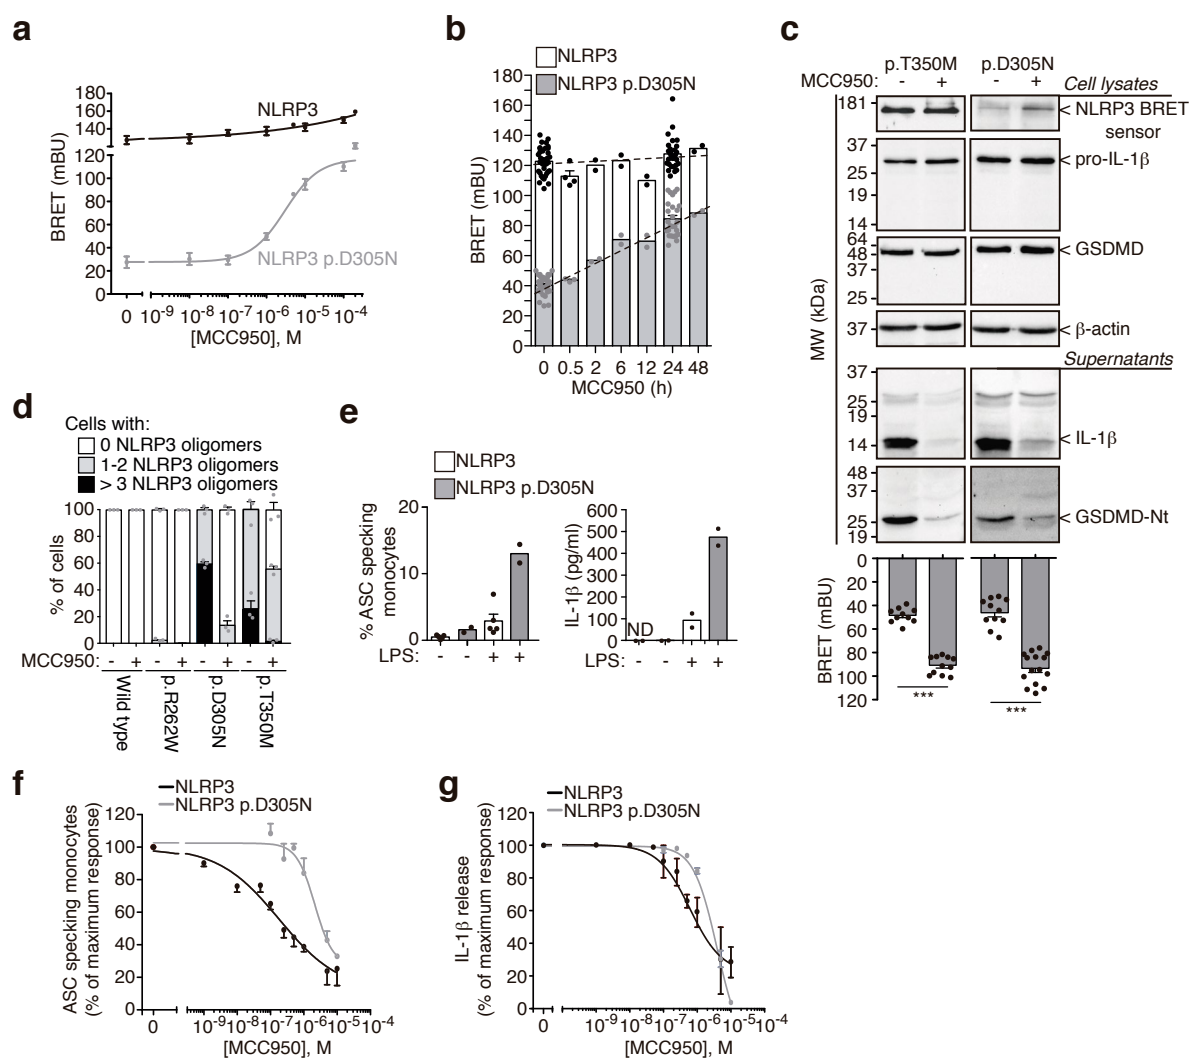 a
NLRP3
NLRP3 p.D305N
BRET (mBU)
180
160
140
120
120
100
80
60
40
20
0
0
10-9
10-8
10-7
10-6
10-5
10-4
[MCC950], M
b
NLRP3
NLRP3 p.D305N
BRET (mBU)
180
160
140
120
100
80
60
40
20
0
0 0.5 2 6 12 24 48
MCC950 (h)
c
p.T350M p.D305N
MCC950: - + - + Cell lysates
MW (kDa)
181
< NLRP3 BRET
sensor
37
25
19
14
< pro-IL-1β
64
48
37
25
< GSDMD
37
< β-actin
Supernatants
37
25
19
14
< IL-1β
48
37
25
19
< GSDMD-Nt
BRET (mBU)
0
20
40
60
80
100
120
*** ***
d
Cells with:
0 NLRP3 oligomers
1-2 NLRP3 oligomers
> 3 NLRP3 oligomers
% of cells
100
80
60
40
20
0
MCC950: - + - + - + - +
Wild type
p.R262W
p.D305N
p.T350M
e
NLRP3
NLRP3 p.D305N
% ASC specking
monocytes
20
10
0
LPS: - - + +
IL-1β (pg/ml)
600
500
400
300
200
100
0
ND
LPS: - - + +
f
NLRP3
NLRP3 p.D305N
ASC specking monocytes
(% of maximum response)
120
100
80
60
40
20
0
0
10-9
10-8
10-7
10-6
10-5
10-4
[MCC950], M
g
NLRP3
NLRP3 p.D305N
IL-1β release
(% of maximum response)
120
100
80
60
40
20
0
0
10-9
10-8
10-7
10-6
10-5
10-4
[MCC950], M